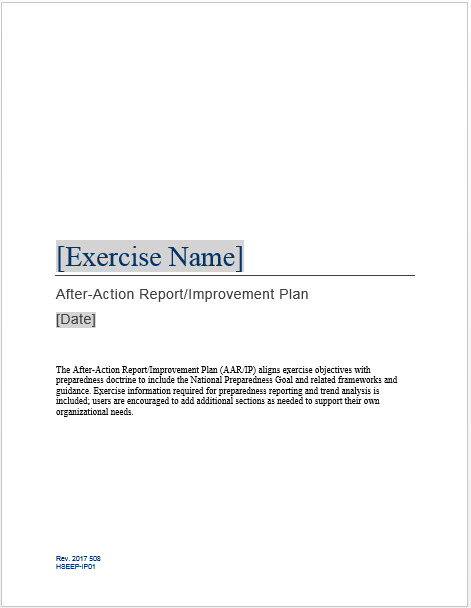 [Exercise Name]
After-Action Report/Improvement Plan
[Date]
The After-Action Report/Improvement Plan (AAR/IP) aligns exercise objectives with
preparedness doctrine to include the National Preparedness Goal and related frameworks and
guidance. Exercise information required for preparedness reporting and trend analysis is
included; users are encouraged to add additional sections as needed to support their own
organizational needs.
Rev. 2017 508
HSEEP-IP01